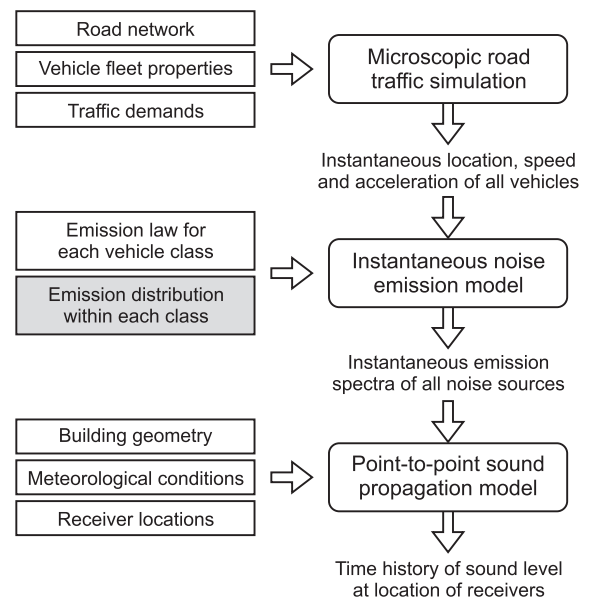 Road network
Vehicle fleet properties
Traffic demands
Microscopic road
traffic simulation
Instantaneous location, speed
and acceleration of all vehicles
Emission law for
each vehicle class
Emission distribution
within each class
Instantaneous noise
emission model
Instantaneous emission
spectra of all noise sources
Building geometry
Meteorological conditions
Receiver locations
Point-to-point sound
propagation model
Time history of sound level
at location of receivers